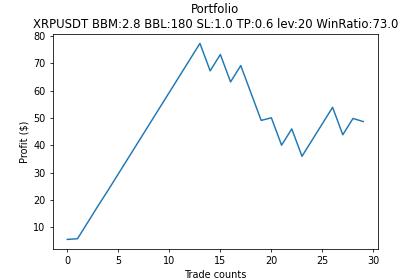 Portfolio
XRPUSDT BBM:2.8 BBL:180 SL:1.0 TP:0.6 lev:20 WinRatio:73.0
80
70
60
50
40
30
20
10
Profit ($)
0 5 10 15 20 25 30
Trade counts